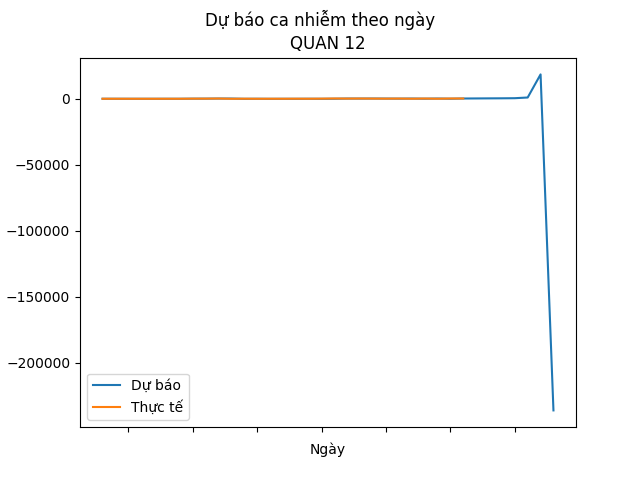 Dự báo ca nhiễm theo ngày
QUAN 12
0
−50000
−100000
−150000
−200000
Dự báo
Thực tế
Ngày